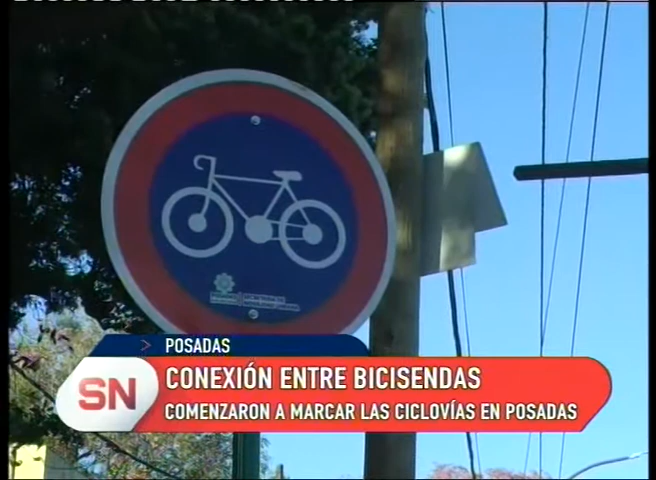 POSADAS
SN
CONEXIÓN ENTRE BICISENDAS
COMENZARON A MARCAR LAS CICLOVÍAS EN POSADAS